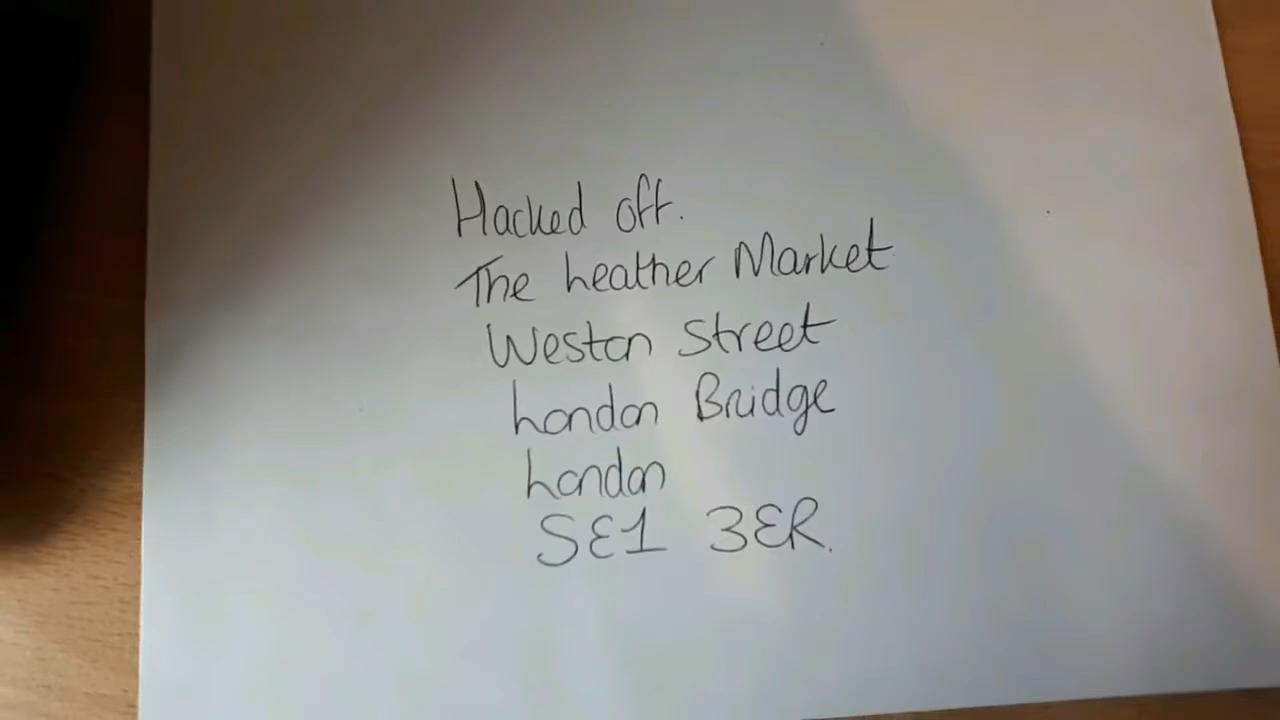 Hacked off.
The Leather Market
Weston Street
London Bridge
London
SE1 3ER.